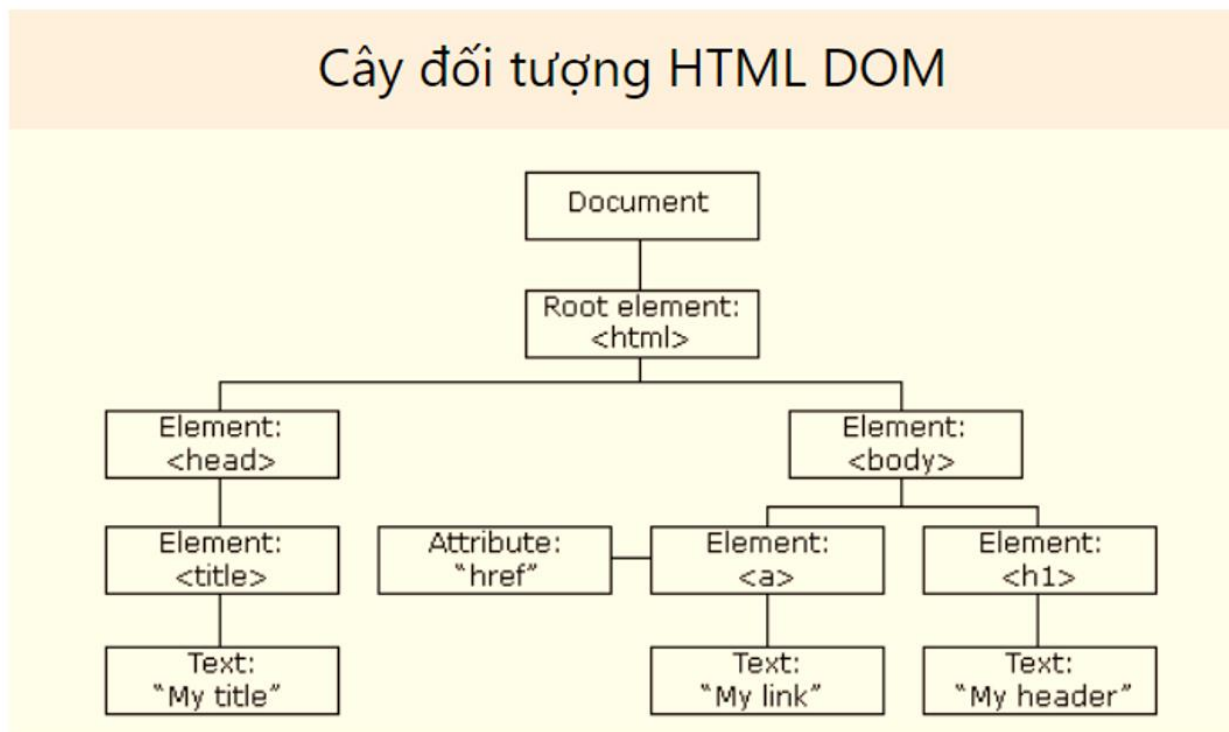 Cây đối tượng HTML DOM
Document
Root element:
<html>
Element:
<head>
Element:
<body>
Element:
<title>
Attribute:
“href”
Element:
<a>
Element:
<h1>
Text:
“My title”
Text:
“My link”
Text:
“My header”